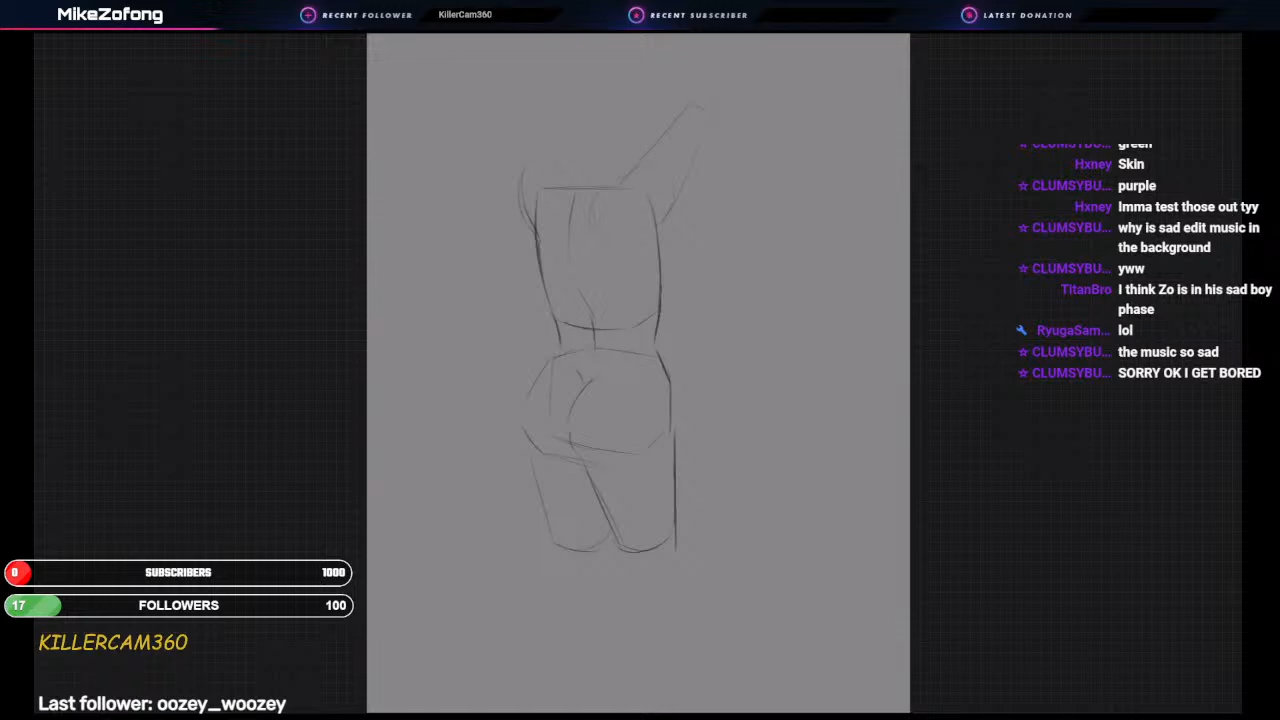 MikeZofong
RECENT FOLLOWER KillerCam360
RECENT SUBSCRIBER
LATEST DONATION
☆ CLUMSYBU... green
Hxney Skin
☆ CLUMSYBU... purple
Hxney Imma test those out tyy
☆ CLUMSYBU... why is sad edit music in
the background
☆ CLUMSYBU... yww
TitanBro I think Zo is in his sad boy
phase
RyugaSam... lol
☆ CLUMSYBU... the music so sad
☆ CLUMSYBU... SORRY OK I GET BORED
0 SUBSCRIBERS 1000
17 FOLLOWERS 100
KILLERCAM360
Last follower: oozey_woozey